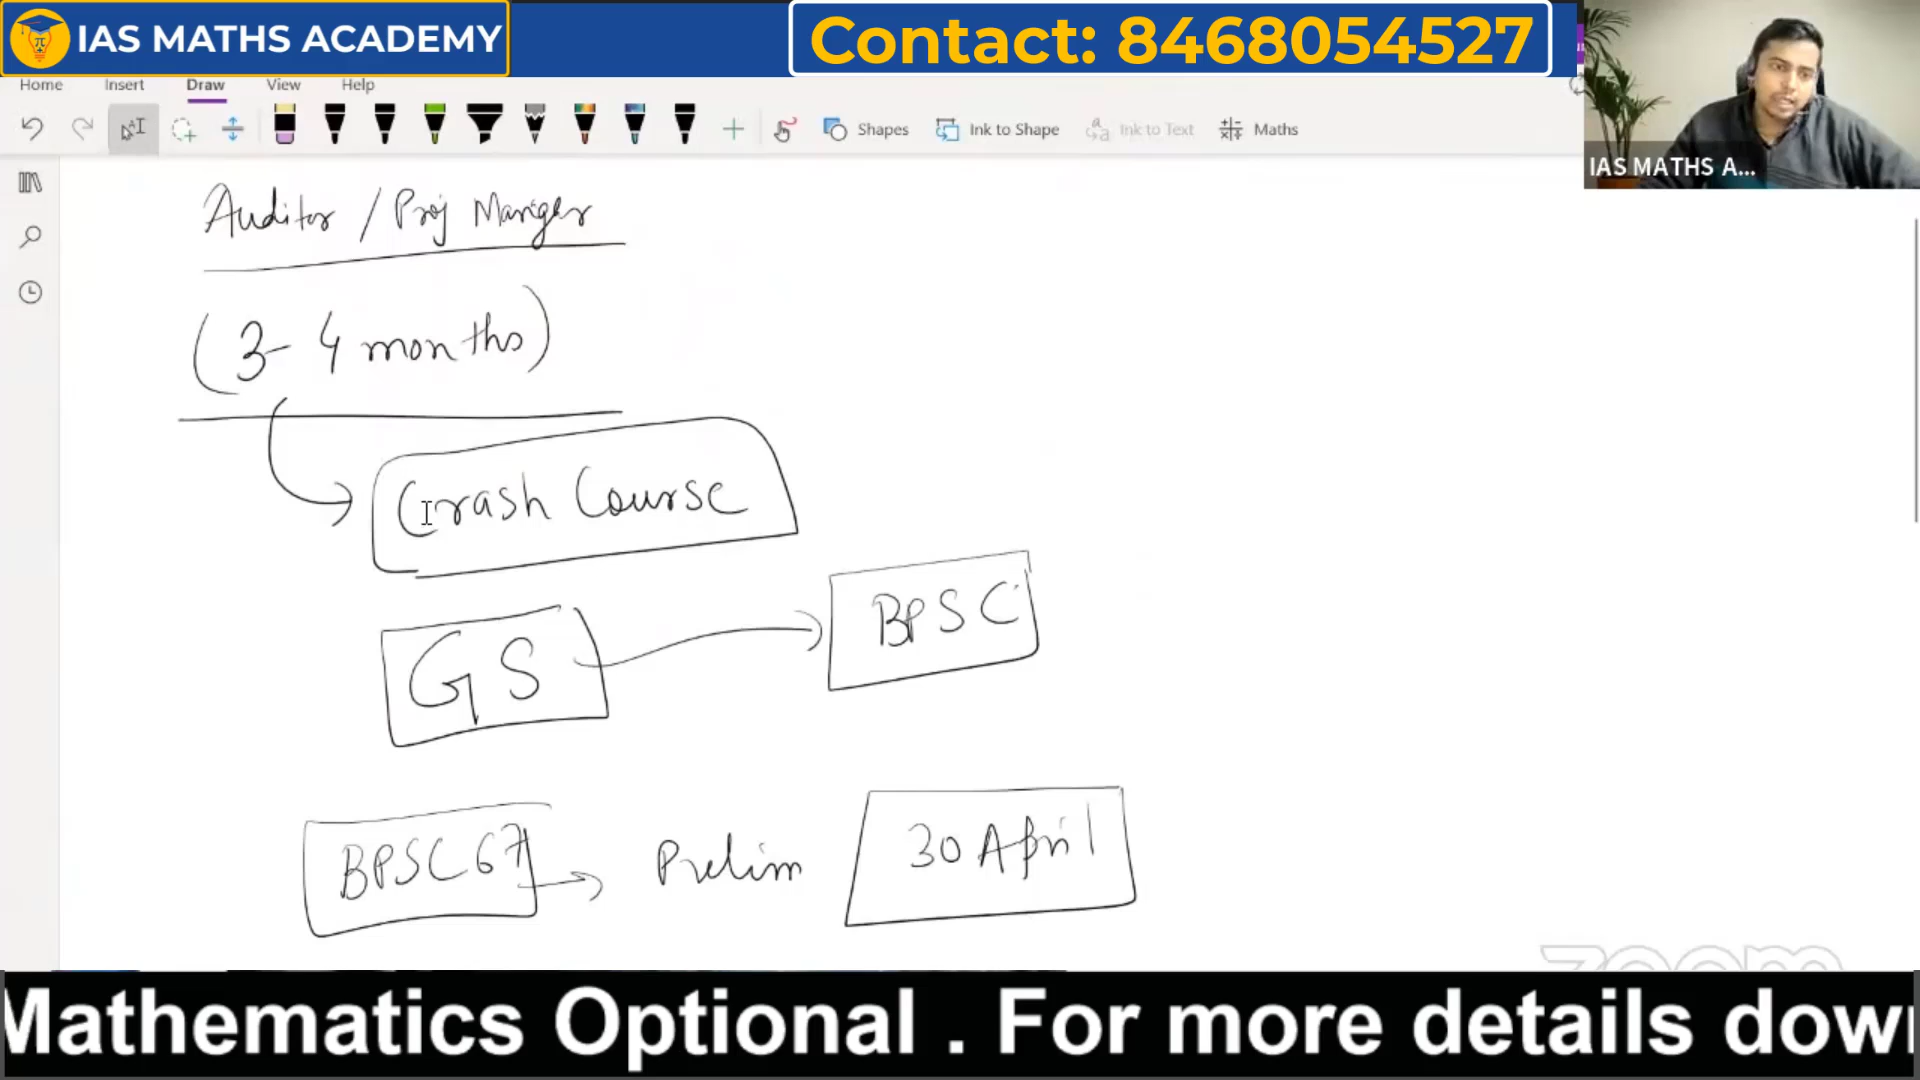 IAS MATHS ACADEMY
Contact: 8468054527
Home Insert Draw View Help
Shapes Ink to Shape Ink to Text Maths
IAS MATHS A...
Auditor / Proj Manger
(3-4 months)
Crash Course
GS BPSC
BPSC 67 Prelim 30 April
zoom
Mathematics Optional . For more details dow